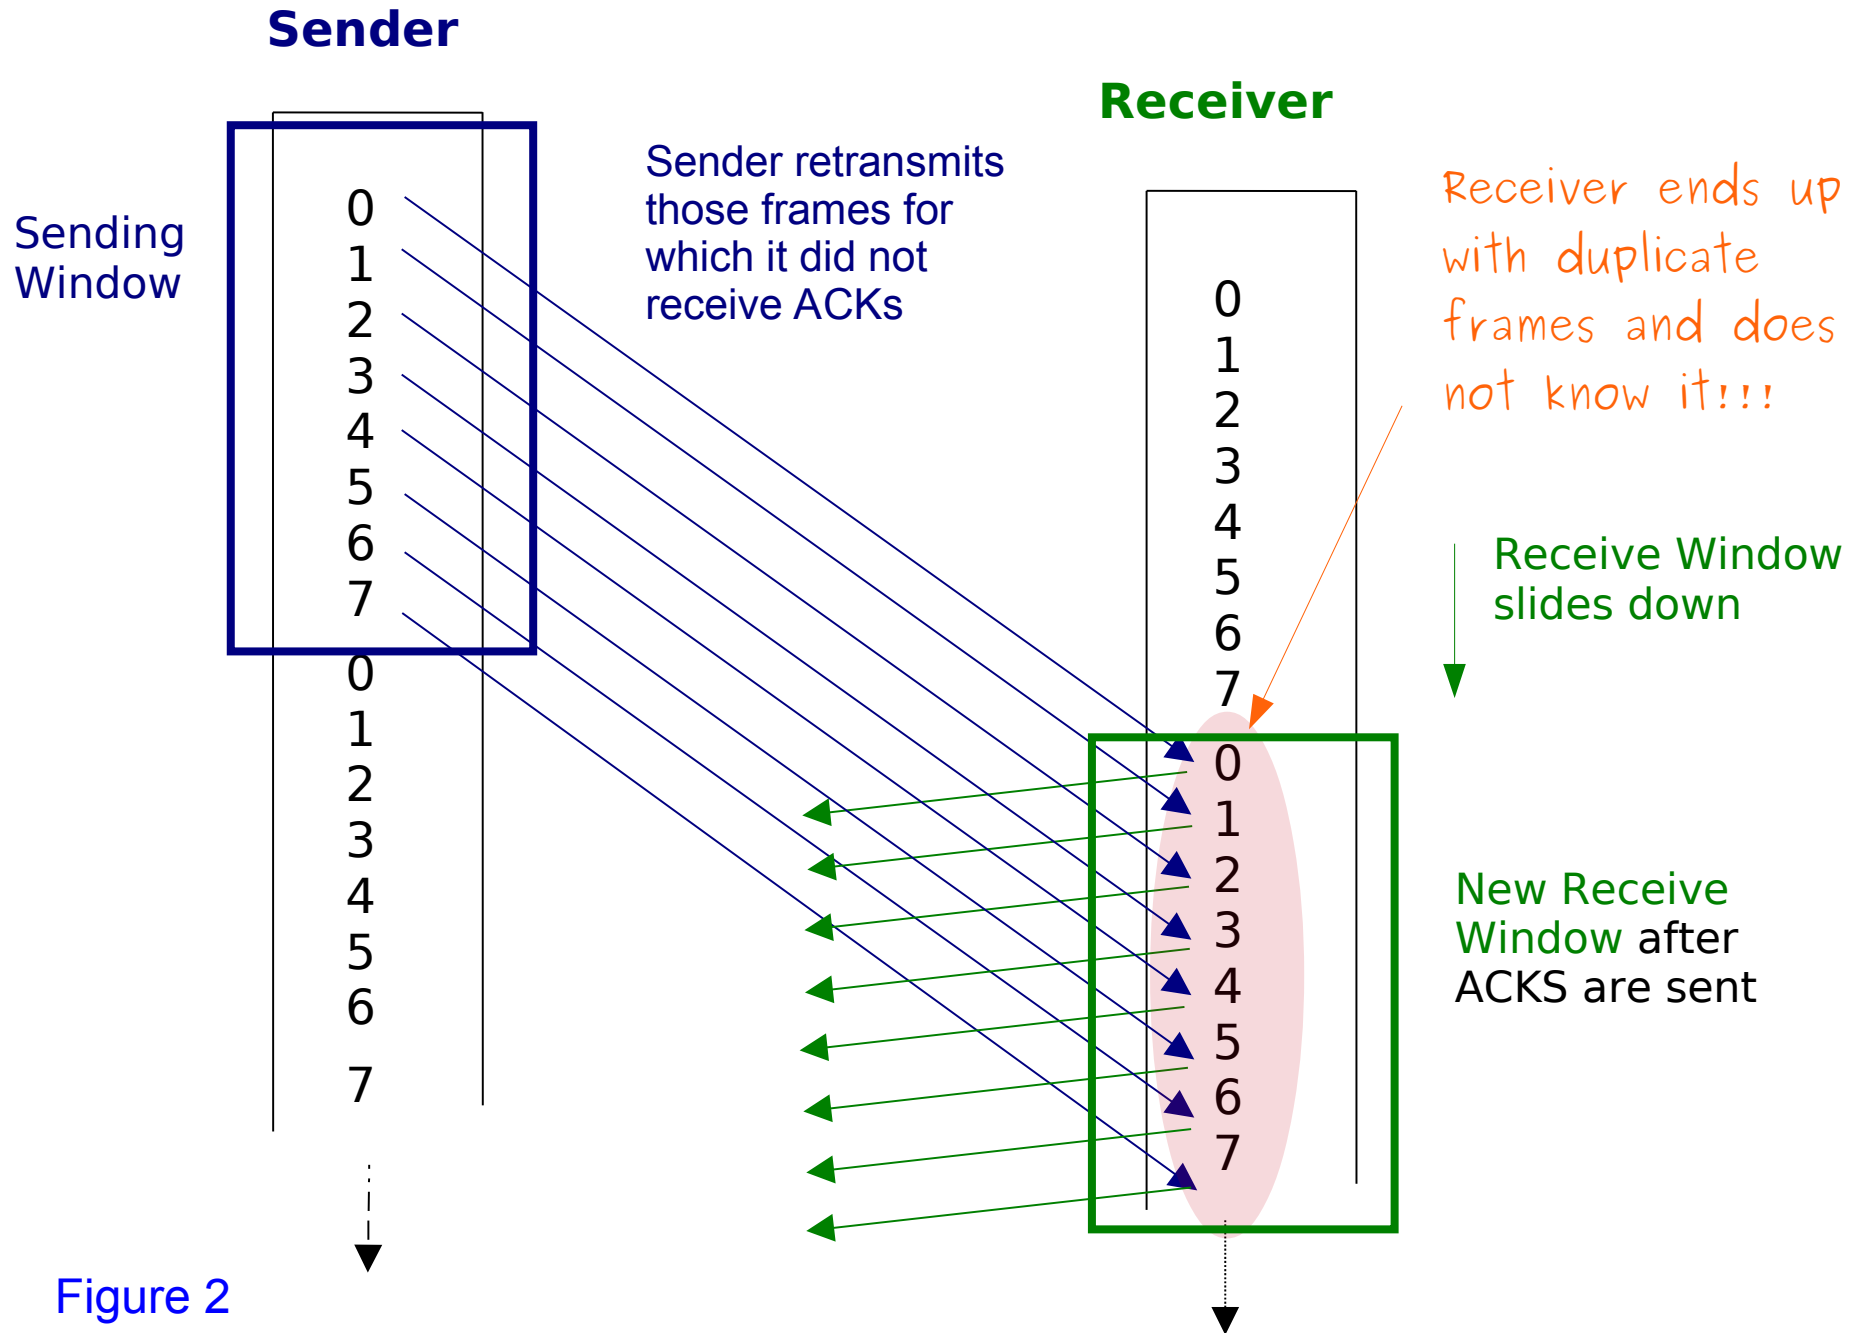 Sender
Receiver
Sending
Window
Sender retransmits
those frames for
which it did not
receive ACKs
Receiver ends up
with duplicate
frames and does
not know it!!!
0
1
2
3
4
5
6
7
0
1
2
3
4
5
6
7
0
1
2
3
4
5
6
7
0
1
2
3
4
5
6
7
Receive Window
slides down
New Receive
Window after
ACKS are sent
Figure 2